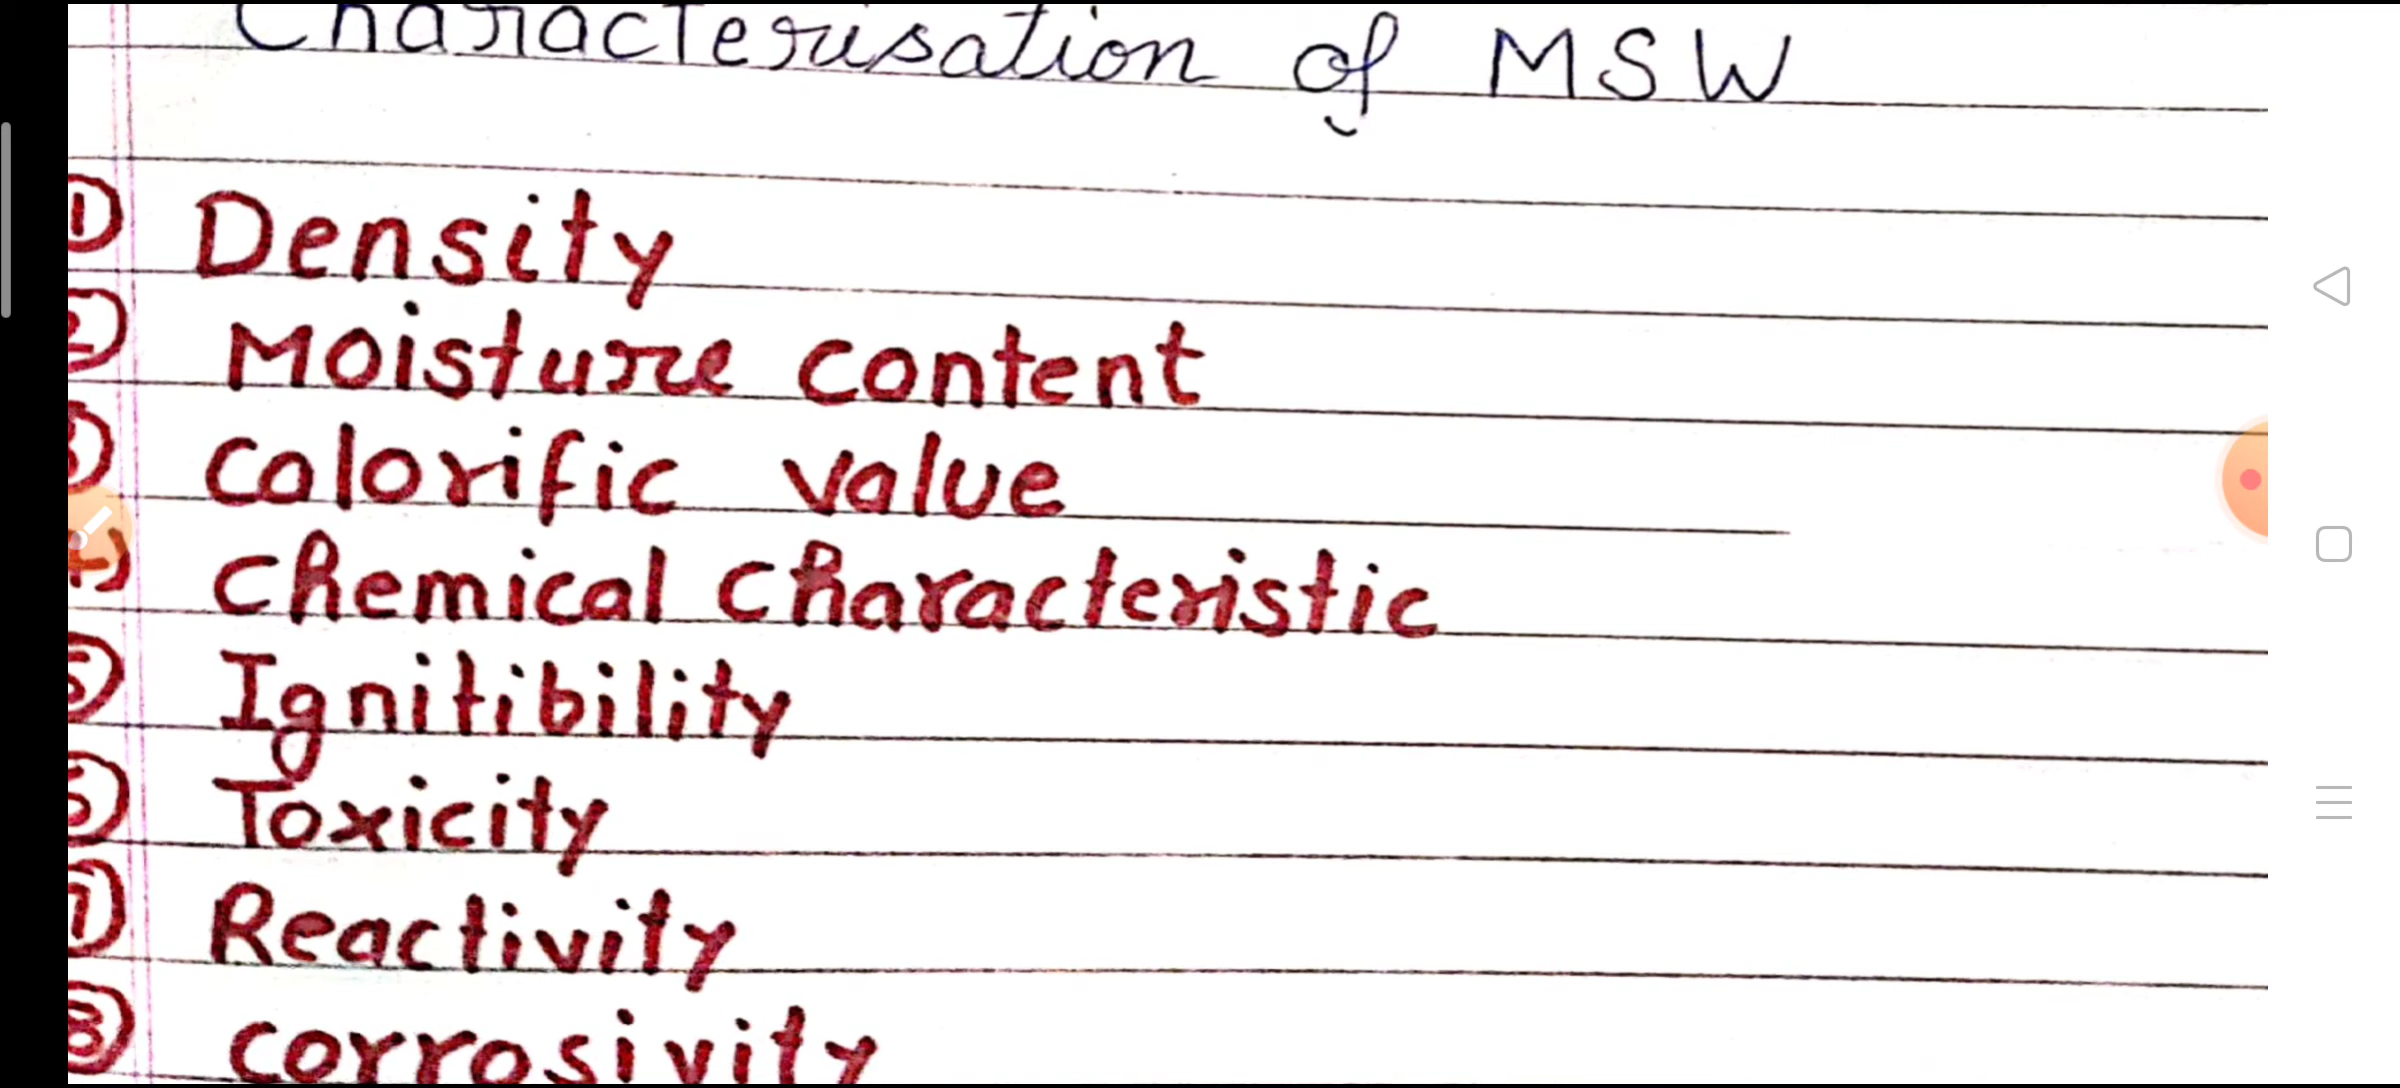 Characterisation of MSW
① Density
② Moisture content
③ Calorific value
④ Chemical characteristic
⑤ Ignitibility
⑥ Toxicity
⑦ Reactivity
⑧ corrosivity